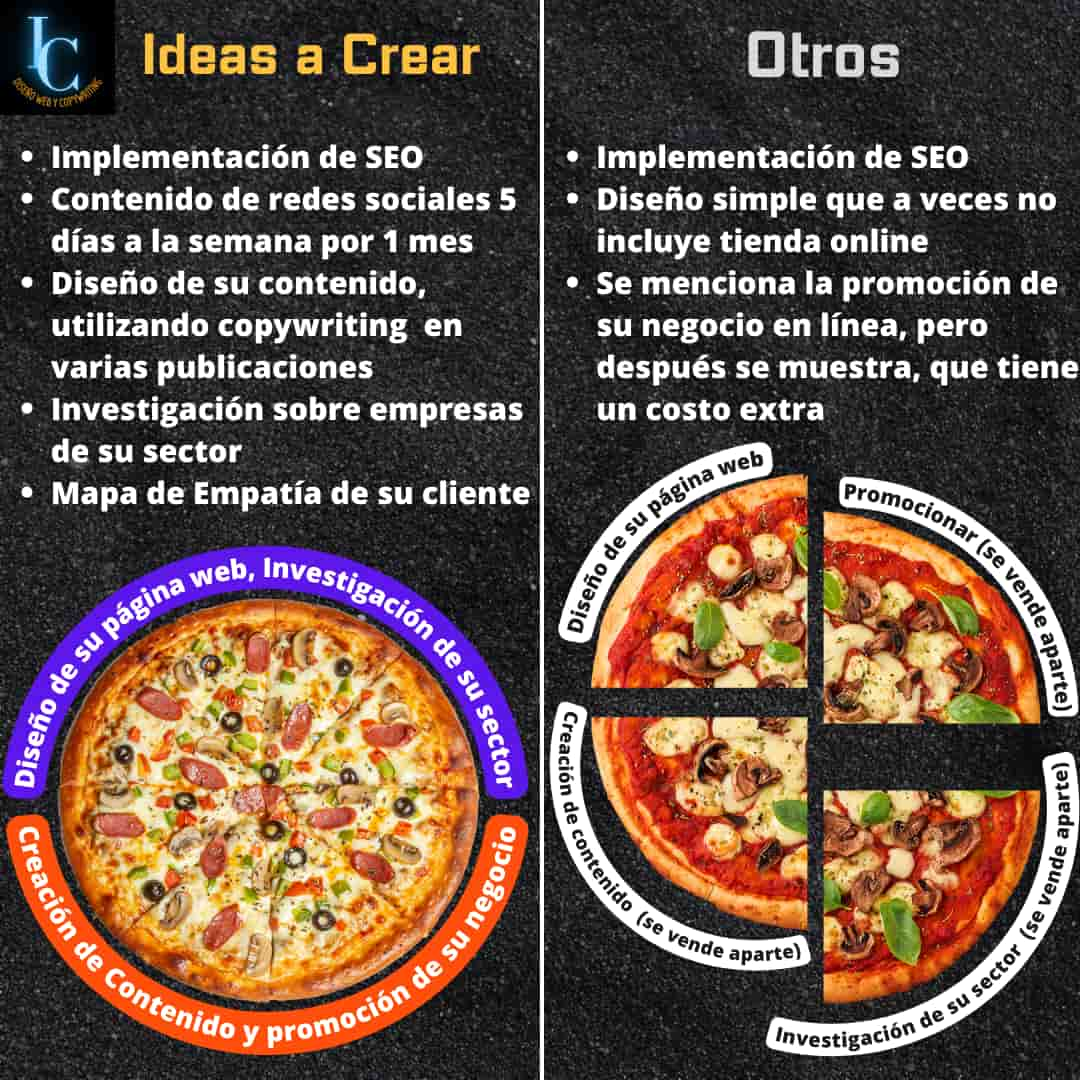 IC
DISEÑO WEB Y COPYWRITING
Ideas a Crear
• Implementación de SEO
• Contenido de redes sociales 5
días a la semana por 1 mes
• Diseño de su contenido,
utilizando copywriting en
varias publicaciones
• Investigación sobre empresas
de su sector
• Mapa de Empatía de su cliente
Diseño de su página web, Investigación de su sector
Creación de Contenido y promoción de su negocio
Otros
• Implementación de SEO
• Diseño simple que a veces no
incluye tienda online
• Se menciona la promoción de
su negocio en línea, pero
después se muestra, que tiene
un costo extra
Diseño de su página web
Promocionar (se vende aparte)
Creación de contenido (se vende aparte)
Investigación de su sector (se vende aparte)